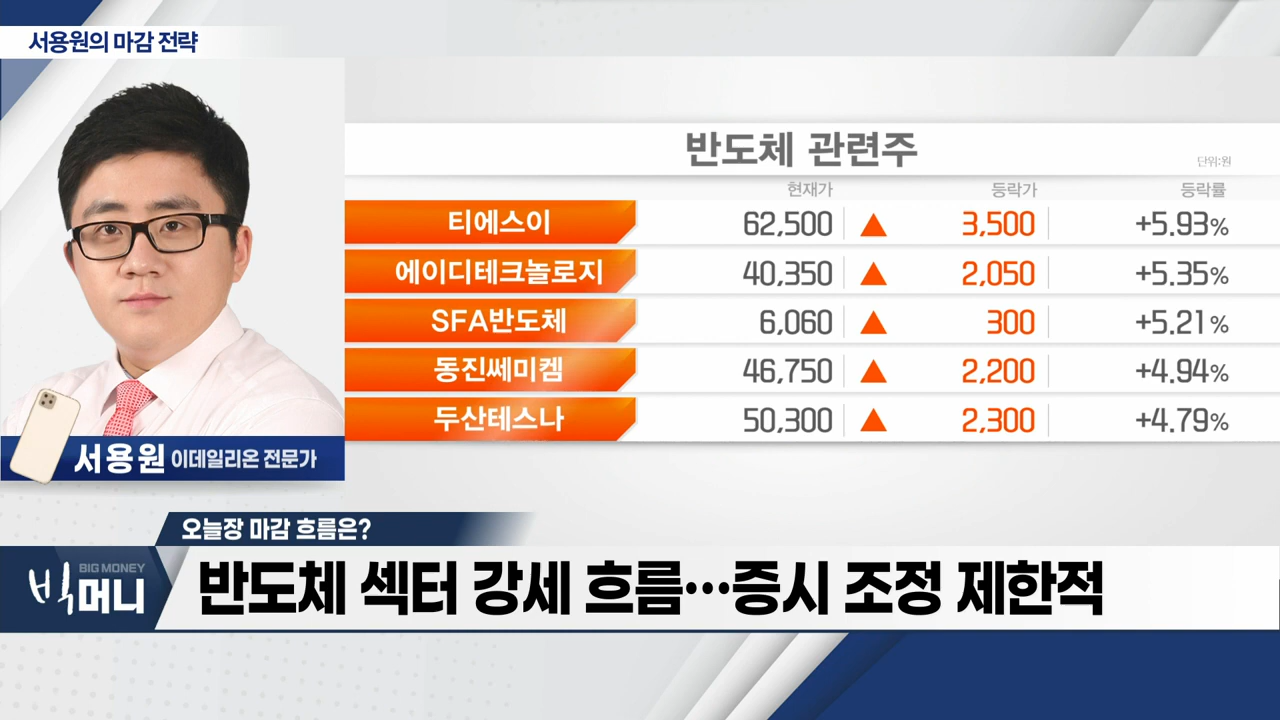 서용원의 마감 전략
반도체 관련주
단위:원
현재가 등락가 등락률
티에스이 62,500 ▲ 3,500 +5.93%
에이디테크놀로지 40,350 ▲ 2,050 +5.35%
SFA반도체 6,060 ▲ 300 +5.21%
동진쎄미켐 46,750 ▲ 2,200 +4.94%
두산테스나 50,300 ▲ 2,300 +4.79%
서용원 이데일리온 전문가
오늘장 마감 흐름은?
BIG MONEY
빅머니
반도체 섹터 강세 흐름…증시 조정 제한적